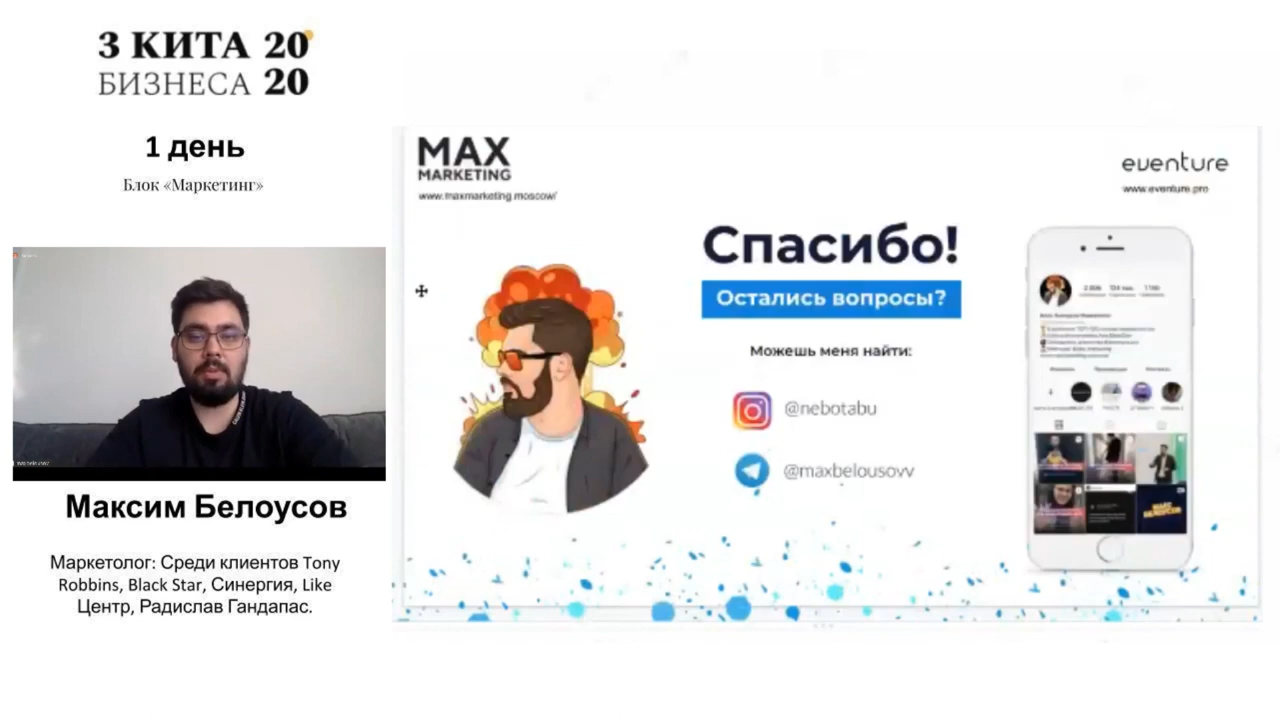 3 КИТА 20
БИЗНЕСА 20
1 день
Блок «Маркетинг»
Максим Белоусов
Маркетолог: Среди клиентов Tony
Robbins, Black Star, Синергия, Like
Центр, Радислав Гандапас.
MAX
MARKETING
www.maxmarketing.moscow/
eventure
www.eventure.pro
Спасибо!
Остались вопросы?
Можешь меня найти:
@nebotabu
@maxbelousovv
МАКС
БЕЛОУСОВ